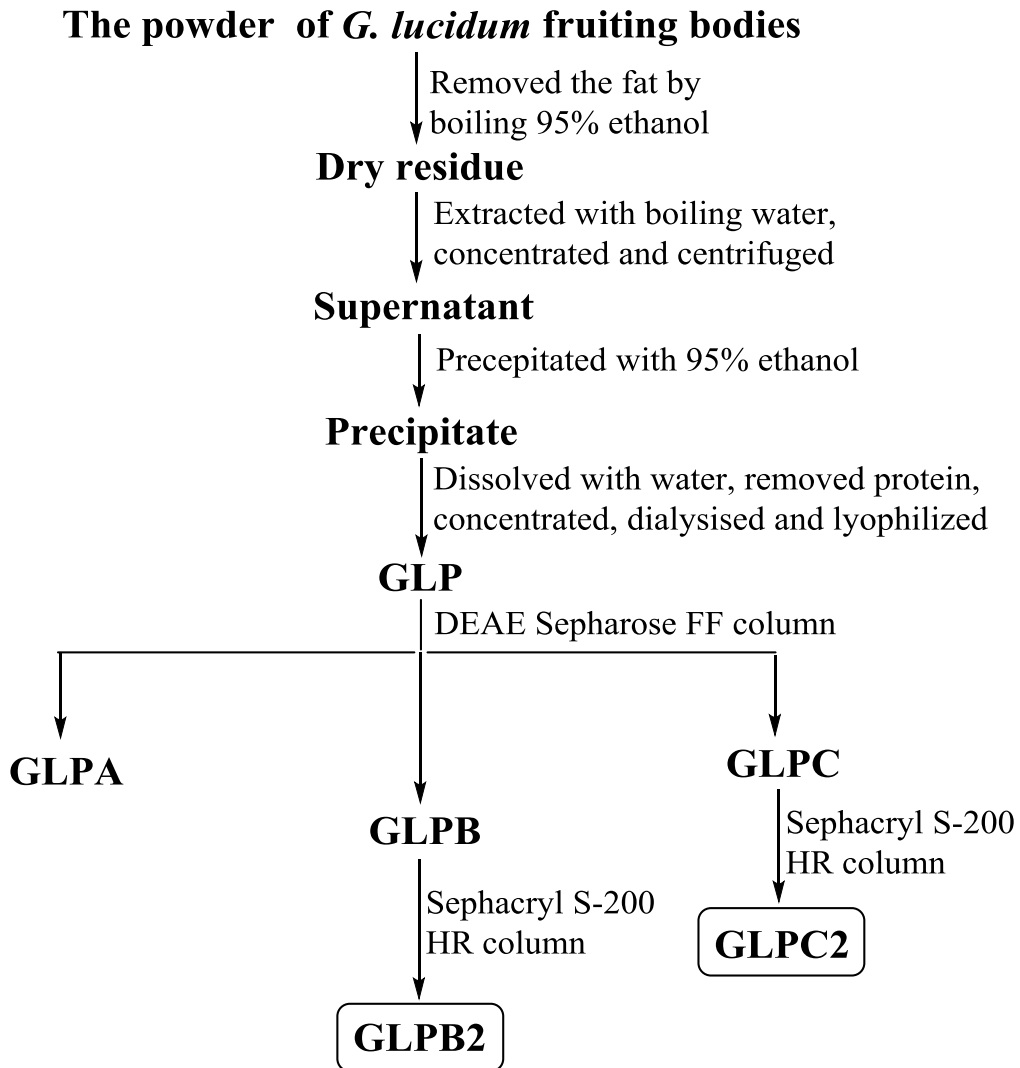 The powder of G. lucidum fruiting bodies
Removed the fat by
boiling 95% ethanol
Dry residue
Extracted with boiling water,
concentrated and centrifuged
Supernatant
Precepitated with 95% ethanol
Precipitate
Dissolved with water, removed protein,
concentrated, dialysised and lyophilized
GLP
DEAE Sepharose FF column
GLPA
GLPC
GLPB
Sephacryl S-200
HR column
Sephacryl S-200
HR column
GLPC2
GLPB2